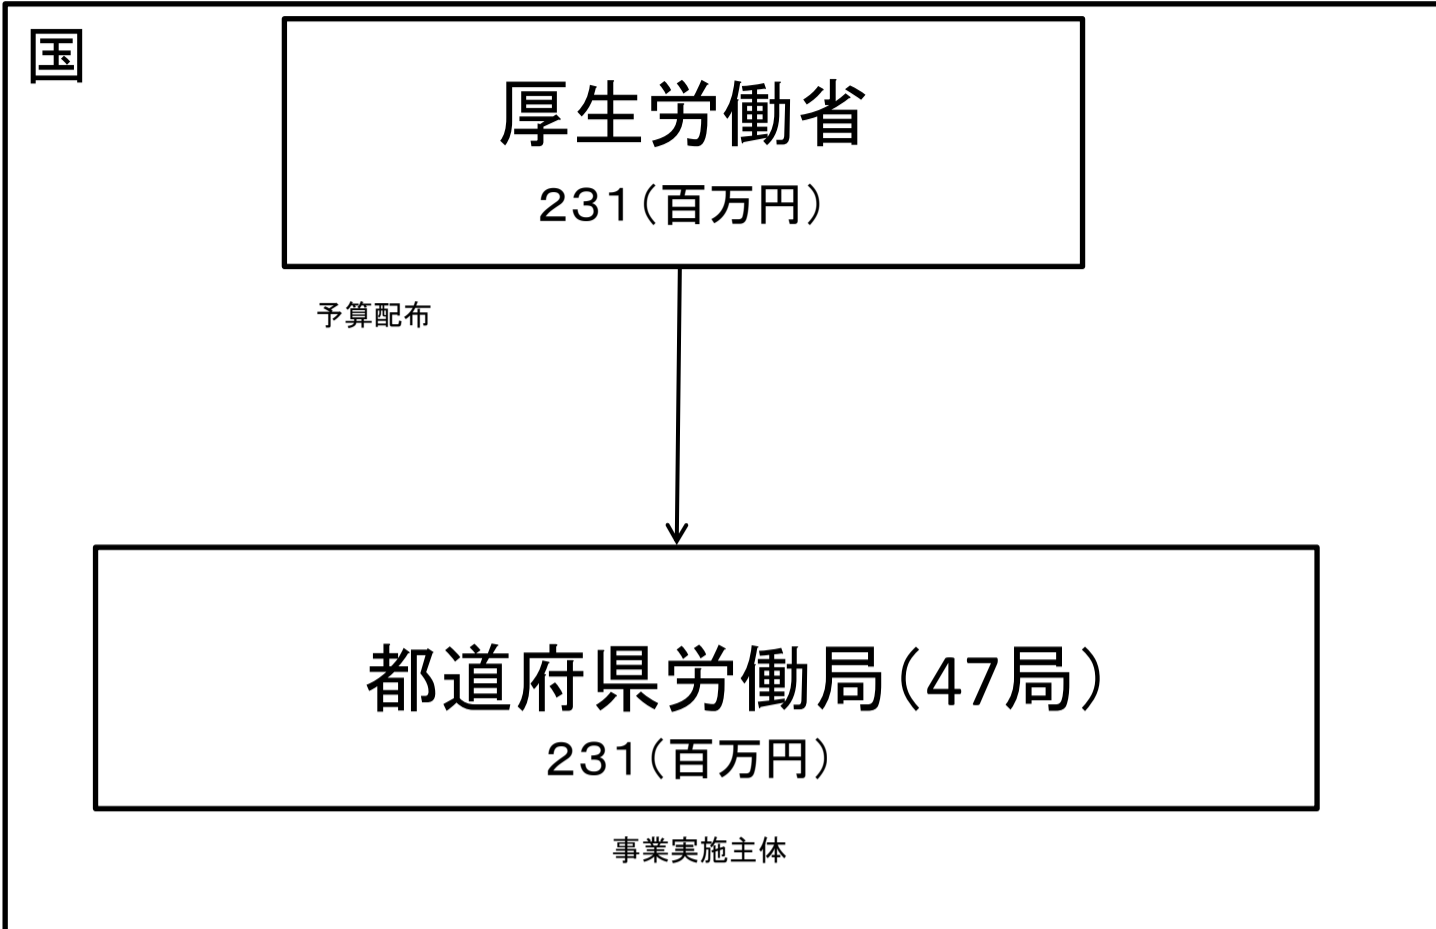 国
厚生労働省
231(百万円)
予算配布
都道府県労働局(47局)
231(百万円)
事業実施主体